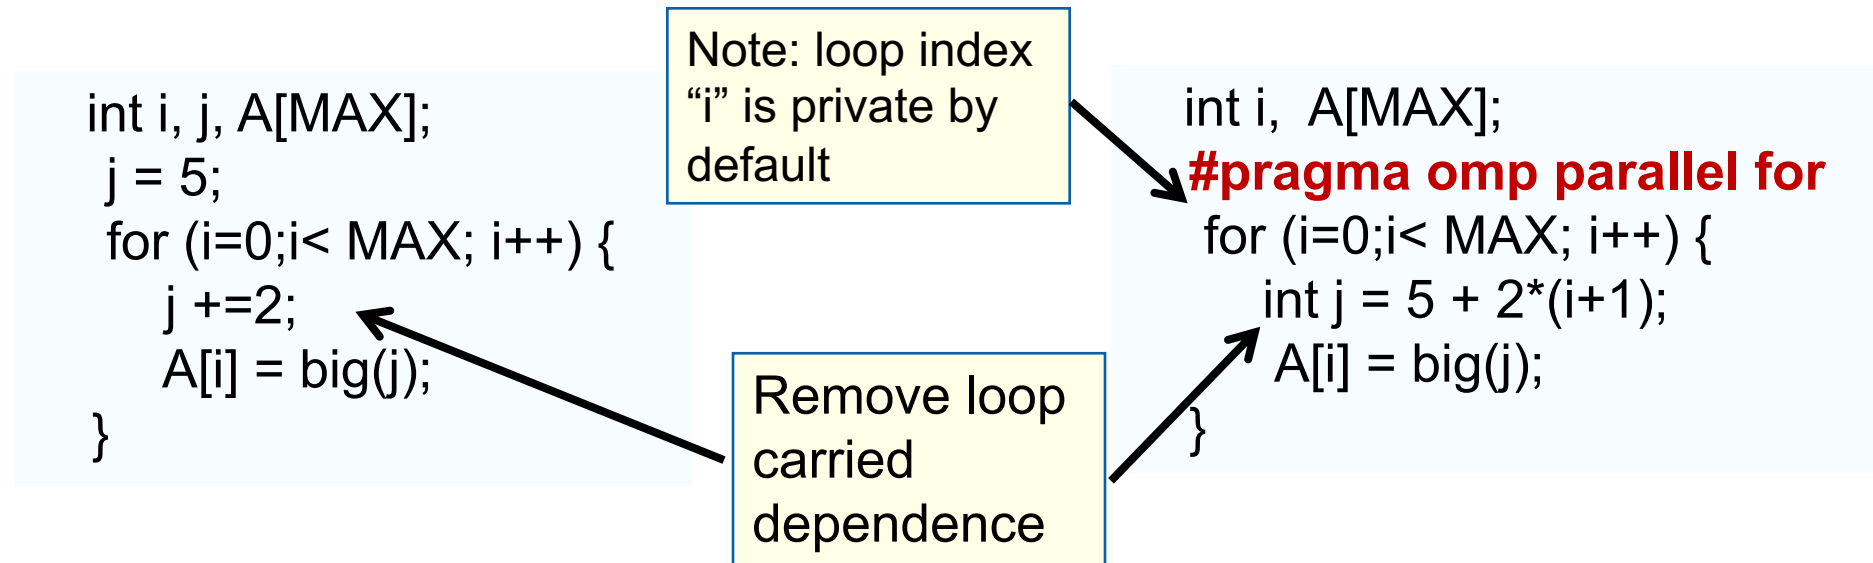 int i, j, A[MAX];
j = 5;
for (i=0;i< MAX; i++) {
j +=2;
A[i] = big(j);
}
Note: loop index
“i” is private by
default
Remove loop
carried
dependence
int i, A[MAX];
#pragma omp parallel for
for (i=0;i< MAX; i++) {
int j = 5 + 2*(i+1);
A[i] = big(j);
}